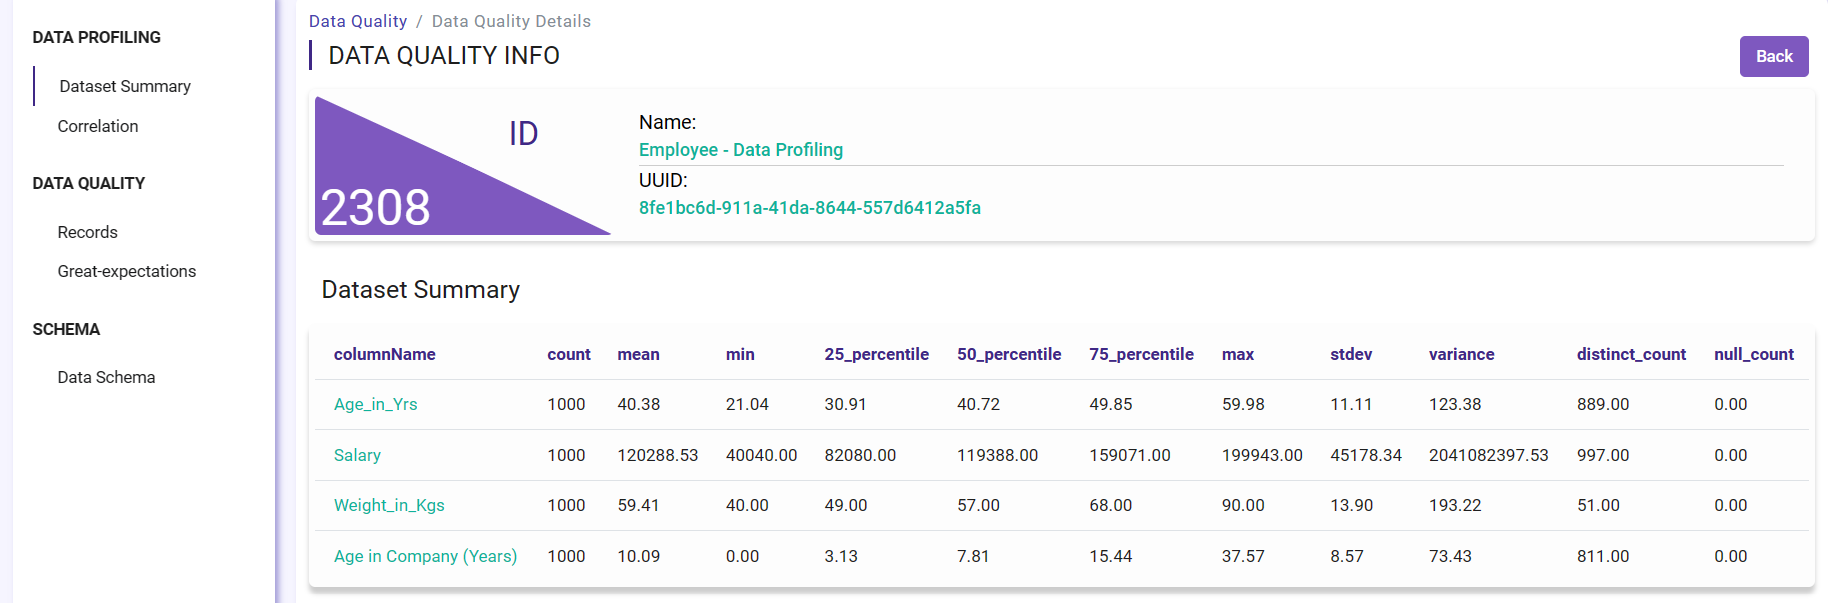 DATA PROFILING
Dataset Summary
Correlation
DATA QUALITY
Records
Great-expectations
SCHEMA
Data Schema
Data Quality / Data Quality Details
DATA QUALITY INFO
Back
ID
2308
Name:
Employee - Data Profiling
UUID:
8fe1bc6d-911a-41da-8644-557d6412a5fa
Dataset Summary
columnName count mean min 25_percentile 50_percentile 75_percentile max stdev variance distinct_count null_count
Age_in_Yrs 1000 40.38 21.04 30.91 40.72 49.85 59.98 11.11 123.38 889.00 0.00
Salary 1000 120288.53 40040.00 82080.00 119388.00 159071.00 199943.00 45178.34 2041082397.53 997.00 0.00
Weight_in_Kgs 1000 59.41 40.00 49.00 57.00 68.00 90.00 13.90 193.22 51.00 0.00
Age in Company (Years) 1000 10.09 0.00 3.13 7.81 15.44 37.57 8.57 73.43 811.00 0.00